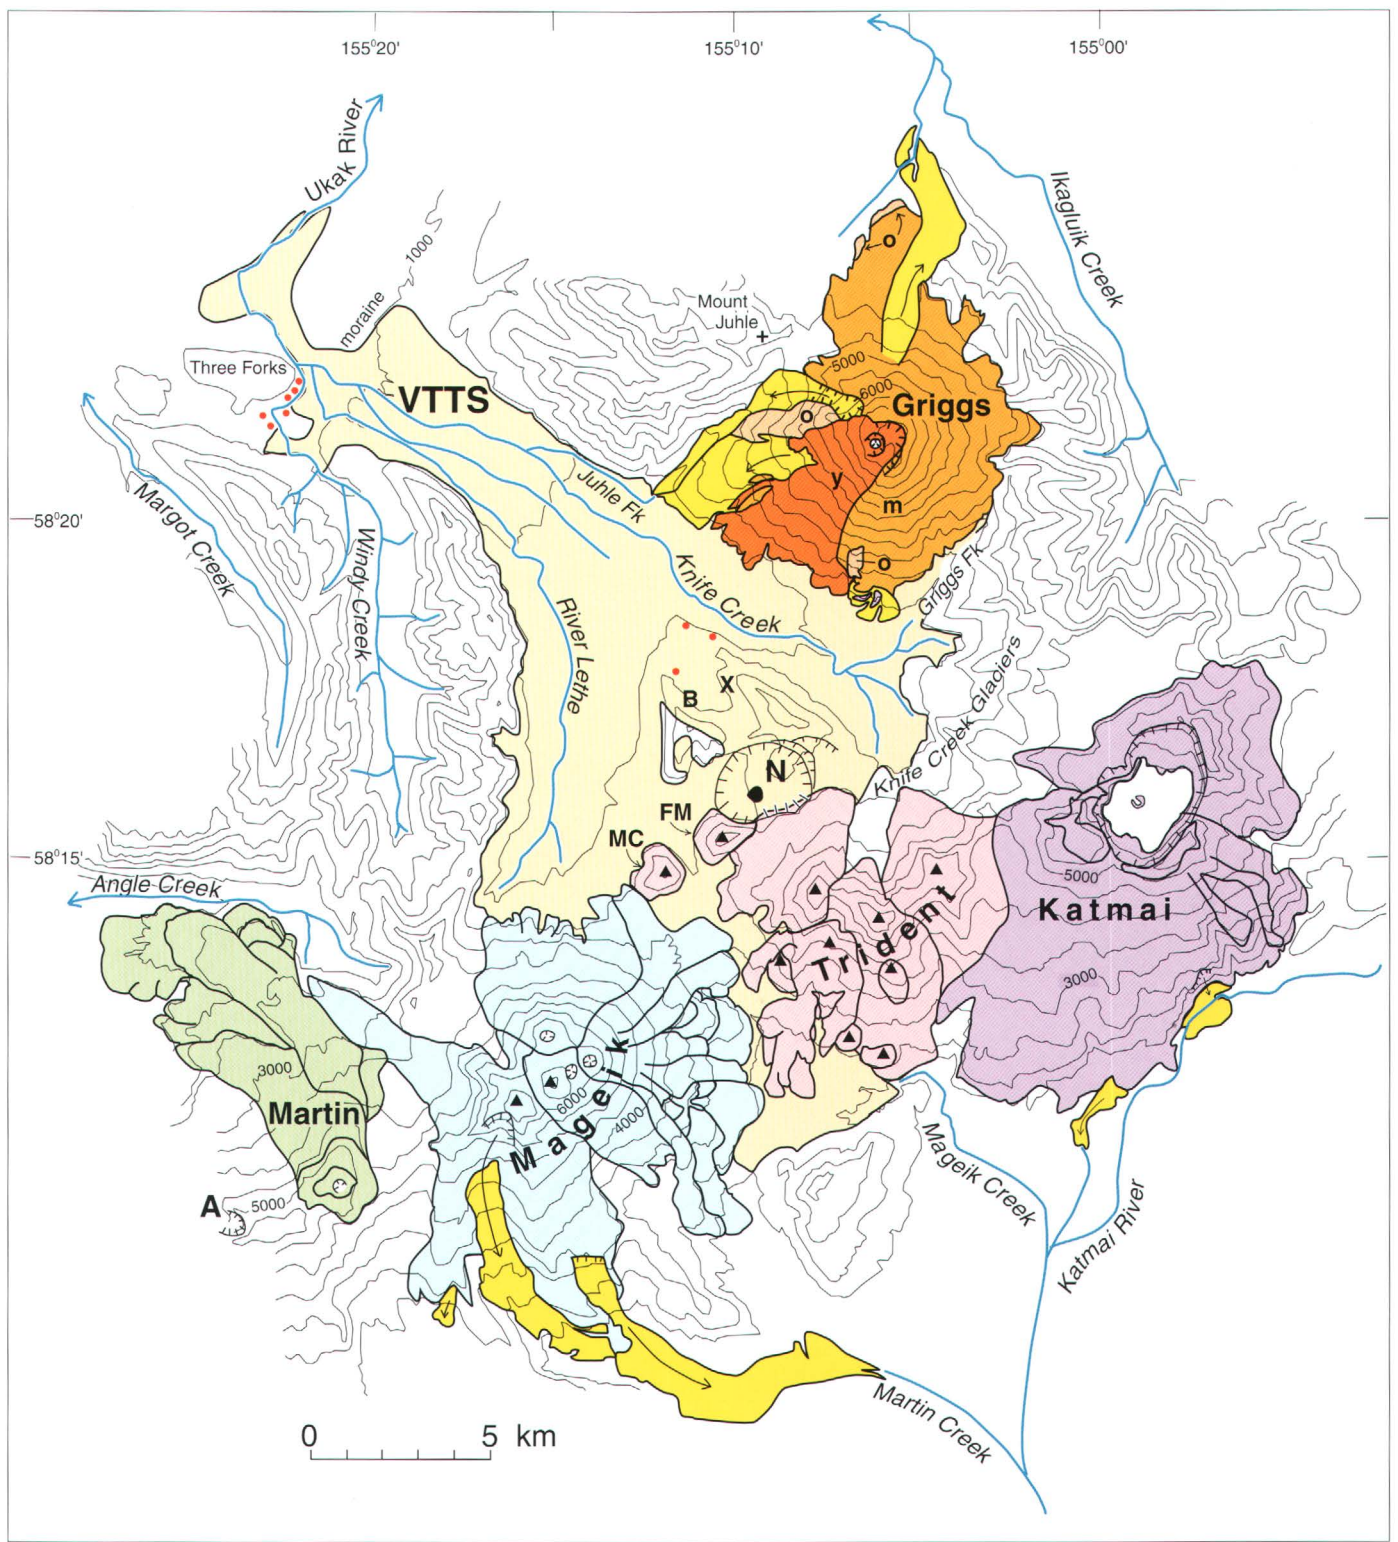 155°20'
155°10'
155°00'
Ukak River
Ikagluik Creek
1000
moraine
Mount
Juhle
o
5000
6000
Three Forks
VTTS
Griggs
o
y
m
58°20'
Juhle Fk
Margot Creek
Windy Creek
Knife Creek
o
Griggs Fk
River Lethe
B
X
Knife Creek Glaciers
N
FM
MC
58°15'
5000
Angle Creek
Katmai
Trident
3000
Mageik
3000
6000
4000
Martin
A
5000
Mageik Creek
Katmai River
Martin Creek
0 5 km